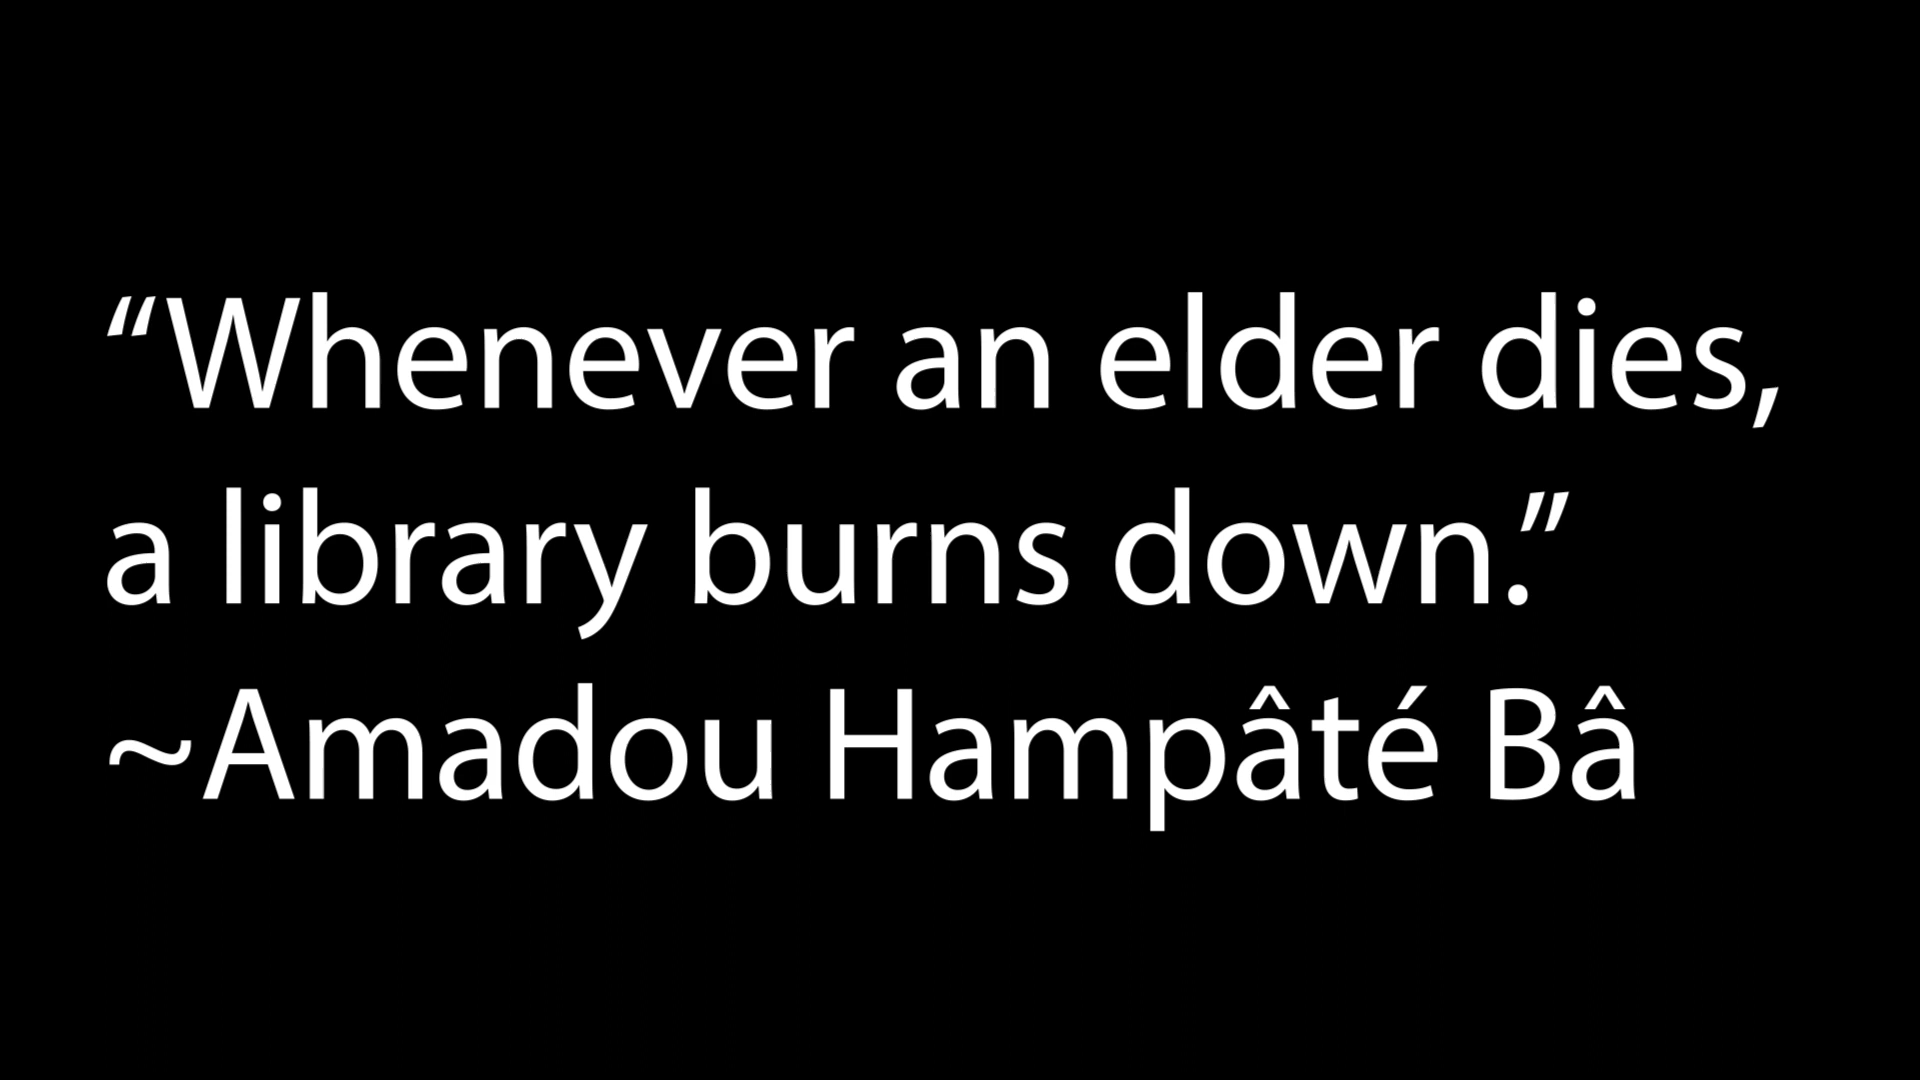 “Whenever an elder dies,
a library burns down.”
~Amadou Hampâté Bâ